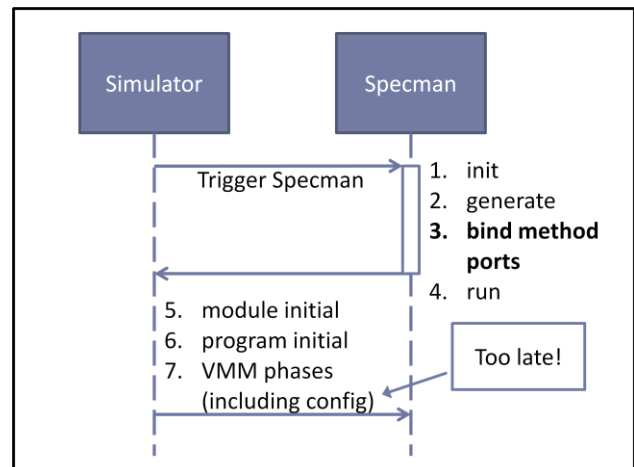 Simulator
Specman
Trigger Specman
1. init
2. generate
3. bind method
ports
4. run
5. module initial
6. program initial
7. VMM phases
(including config)
Too late!